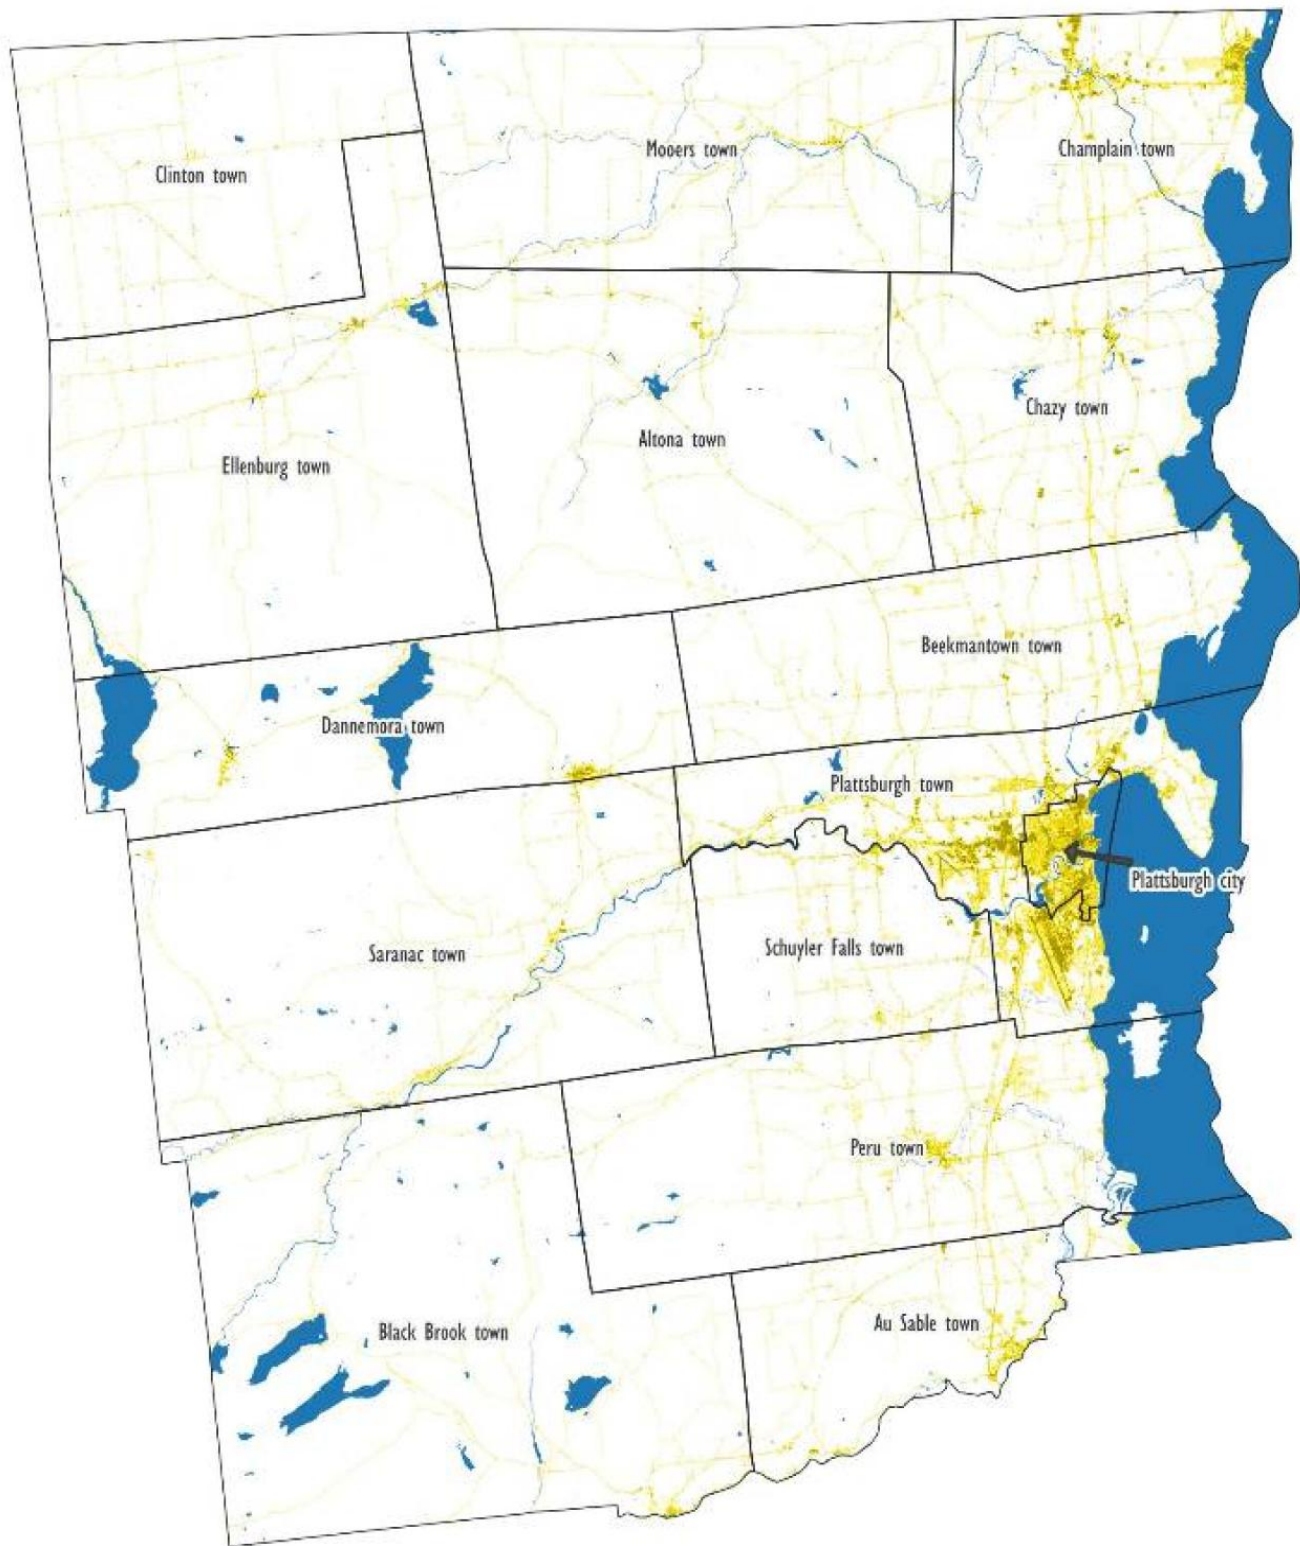 Clinton town
Mooers town
Champlain town
Chazy town
Altona town
Ellenburg town
Beekmantown town
Dannemora town
Plattsburgh town
Plattsburgh city
Schuyler Falls town
Saranac town
Peru town
Au Sable town
Black Brook town